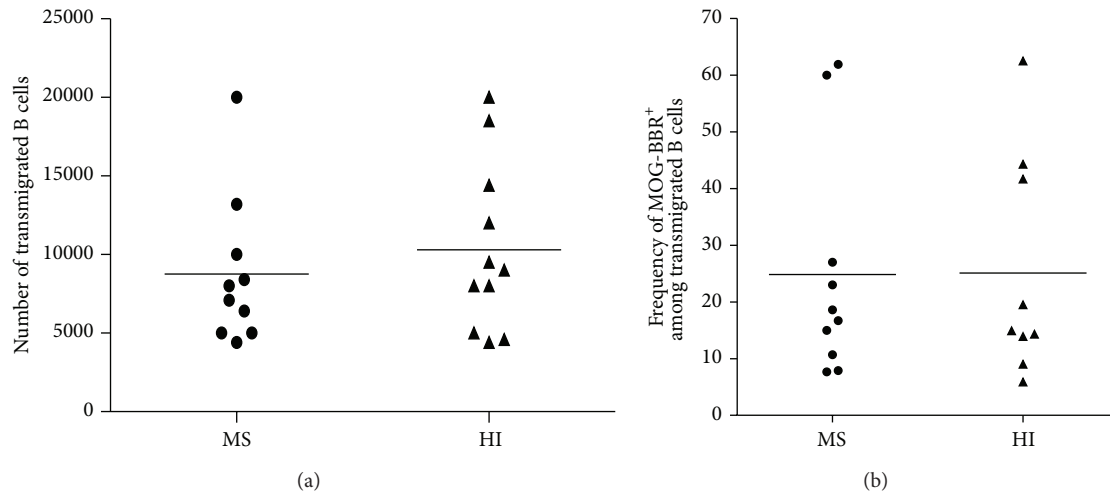 Number of transmigrated B cells
25000
20000
15000
10000
5000
0
MS
HI
(a)
Frequency of MOG-BBR⁺
among transmigrated B cells
70
60
50
40
30
20
10
0
MS
HI
(b)